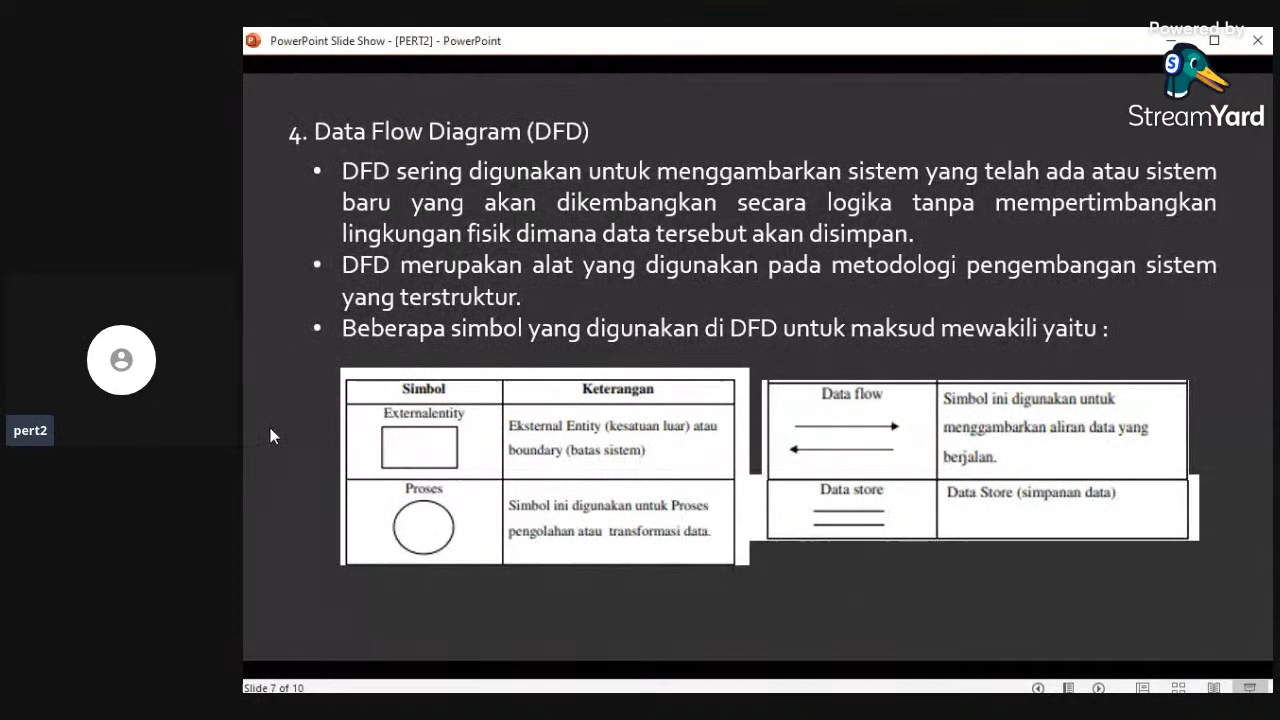 PowerPoint Slide Show - [PERT2] - PowerPoint
Powered by
StreamYard
4. Data Flow Diagram (DFD)
• DFD sering digunakan untuk menggambarkan sistem yang telah ada atau sistem
baru yang akan dikembangkan secara logika tanpa mempertimbangkan
lingkungan fisik dimana data tersebut akan disimpan.
• DFD merupakan alat yang digunakan pada metodologi pengembangan sistem
yang terstruktur.
• Beberapa simbol yang digunakan di DFD untuk maksud mewakili yaitu :
Simbol
Keterangan
Externalentity
Eksternal Entity (kesatuan luar) atau
boundary (batas sistem)
Proses
Simbol ini digunakan untuk Proses
pengolahan atau transformasi data.
Data flow
Simbol ini digunakan untuk
menggambarkan aliran data yang
berjalan.
Data store
Data Store (simpanan data)
pert2
Slide 7 of 10